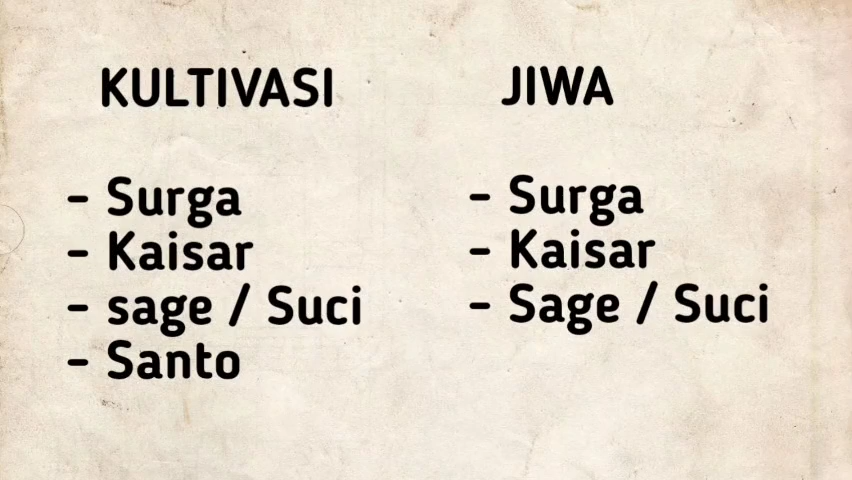 KULTIVASI
- Surga
- Kaisar
- sage / Suci
- Santo
JIWA
- Surga
- Kaisar
- Sage / Suci